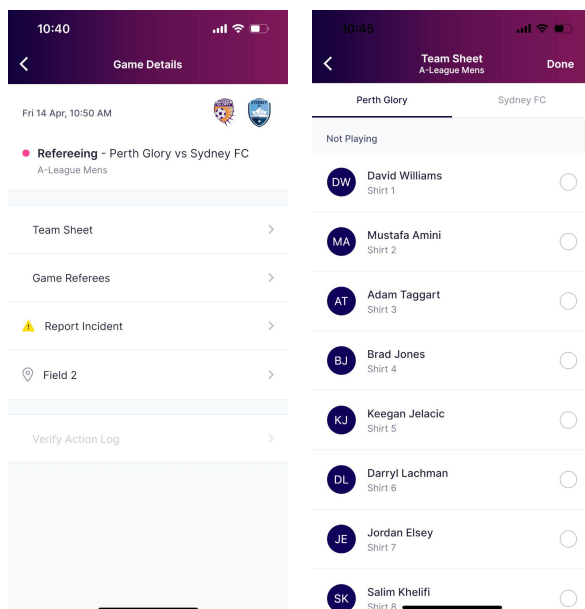 10:40
Game Details
Fri 14 Apr, 10:50 AM
Refereeing - Perth Glory vs Sydney FC
A-League Mens
Team Sheet
Game Referees
Report Incident
Field 2
Verify Action Log
10:45
Team Sheet
A-League Mens
Done
Perth Glory
Sydney FC
Not Playing
DW
David Williams
Shirt 1
MA
Mustafa Amini
Shirt 2
AT
Adam Taggart
Shirt 3
BJ
Brad Jones
Shirt 4
KJ
Keegan Jelacic
Shirt 5
DL
Darryl Lachman
Shirt 6
JE
Jordan Elsey
Shirt 7
SK
Salim Khelifi
Shirt 8